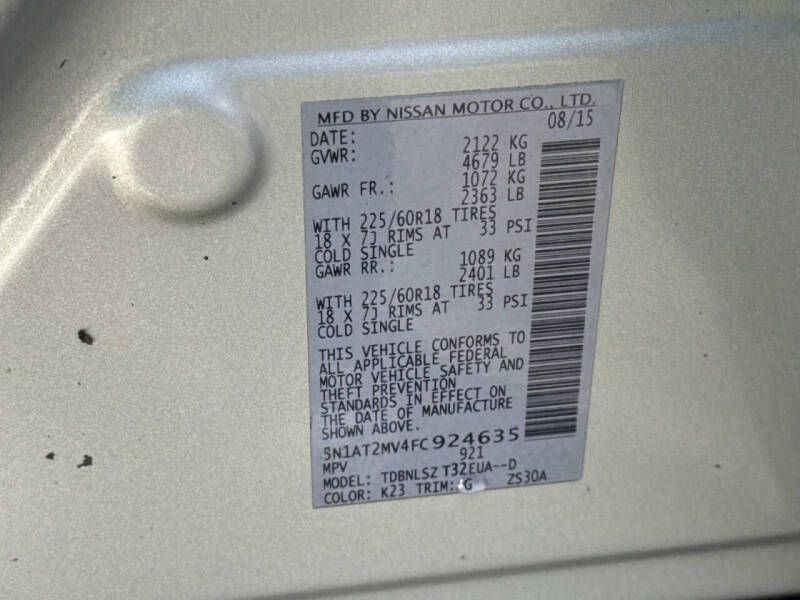 MFD BY NISSAN MOTOR CO., LTD.
DATE: 08/15
GVWR: 2122 KG
4679 LB
GAWR FR.: 1072 KG
2363 LB
WITH 225/60R18 TIRES
18 X 7J RIMS AT 33 PSI
COLD SINGLE
GAWR RR.: 1089 KG
2401 LB
WITH 225/60R18 TIRES
18 X 7J RIMS AT 33 PSI
COLD SINGLE
THIS VEHICLE CONFORMS TO
ALL APPLICABLE FEDERAL
MOTOR VEHICLE SAFETY AND
THEFT PREVENTION
STANDARDS IN EFFECT ON
THE DATE OF MANUFACTURE
SHOWN ABOVE.
5N1AT2MV4FC924635
MPV 921
MODEL: TDBNLSZ T32EUA--D
COLOR: K23 TRIM: G ZS30A